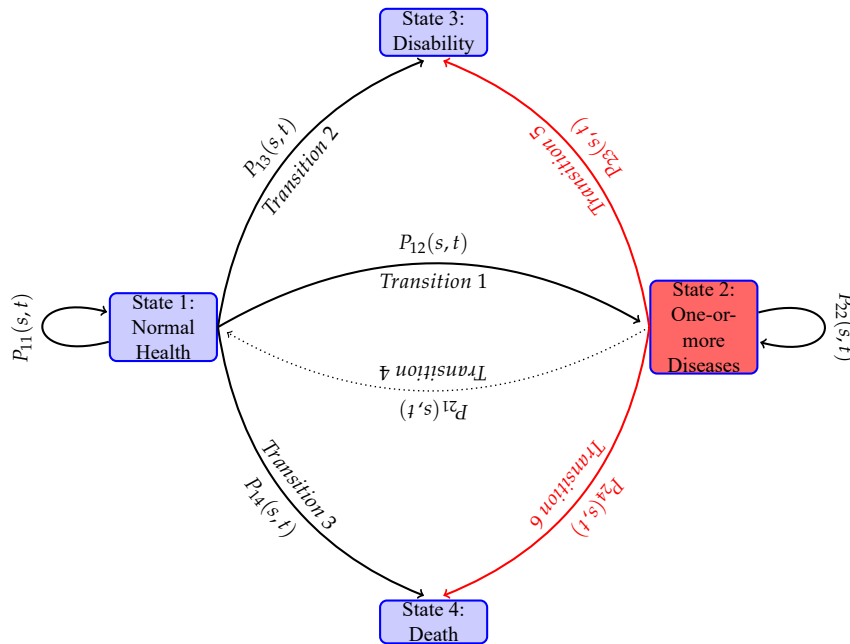 State 3:
Disability
P₁₃(s, t)
Transition 2
P₂₃(s, t)
Transition 5
P₁₂(s, t)
Transition 1
P₁₁(s, t)
State 1:
Normal
Health
State 2:
One-or-
more
Diseases
P₂₂(s, t)
Transition 4
P₂₁(s, t)
Transition 3
P₁₄(s, t)
Transition 6
P₂₄(s, t)
State 4:
Death